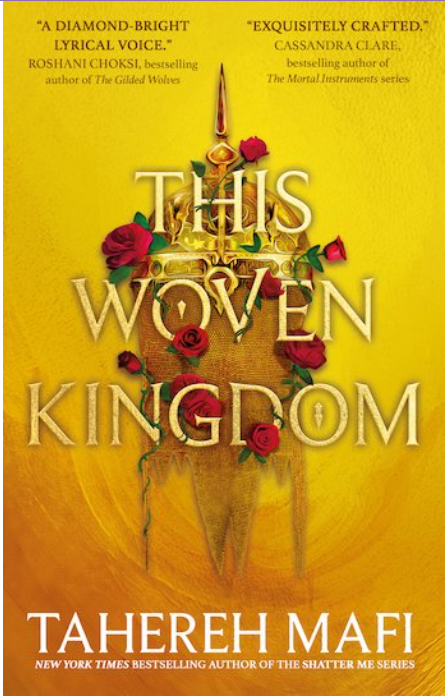 "A DIAMOND-BRIGHT
LYRICAL VOICE."
ROSHANI CHOKSI, bestselling
author of The Gilded Wolves
"EXQUISITELY CRAFTED."
CASSANDRA CLARE,
bestselling author of
The Mortal Instruments series
THIS
WOVEN
KINGDOM
TAHEREH MAFI
NEW YORK TIMES BESTSELLING AUTHOR OF THE SHATTER ME SERIES